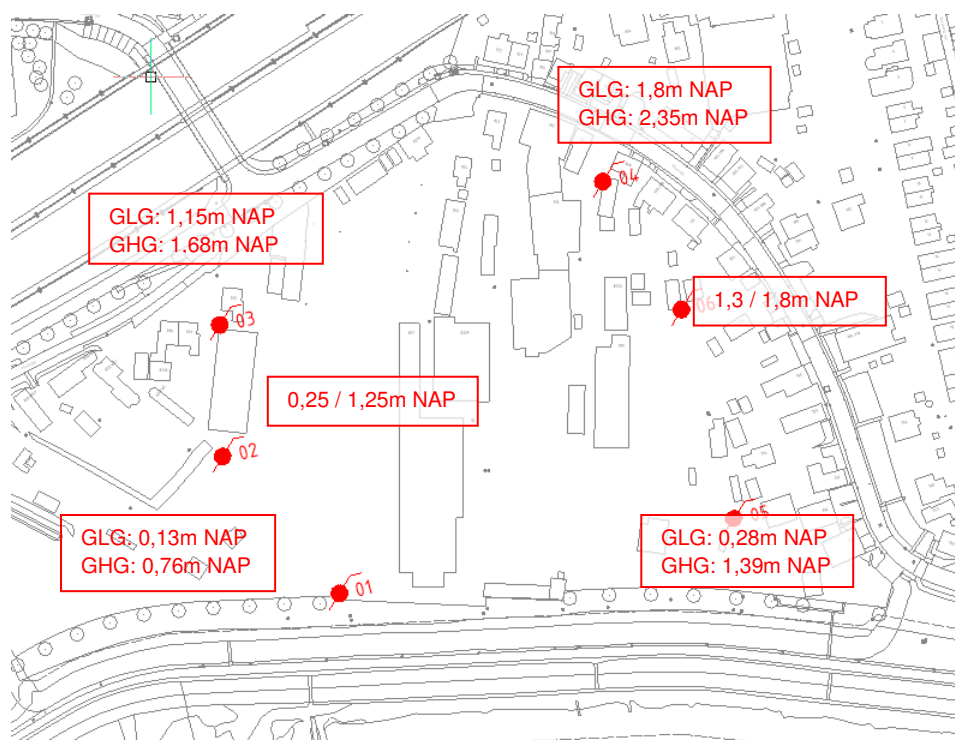 GLG: 1,8m NAP
GHG: 2,35m NAP
04
GLG: 1,15m NAP
GHG: 1,68m NAP
03
1,3 / 1,8m NAP
06
0,25 / 1,25m NAP
02
GLG: 0,13m NAP
GHG: 0,76m NAP
01
05
GLG: 0,28m NAP
GHG: 1,39m NAP